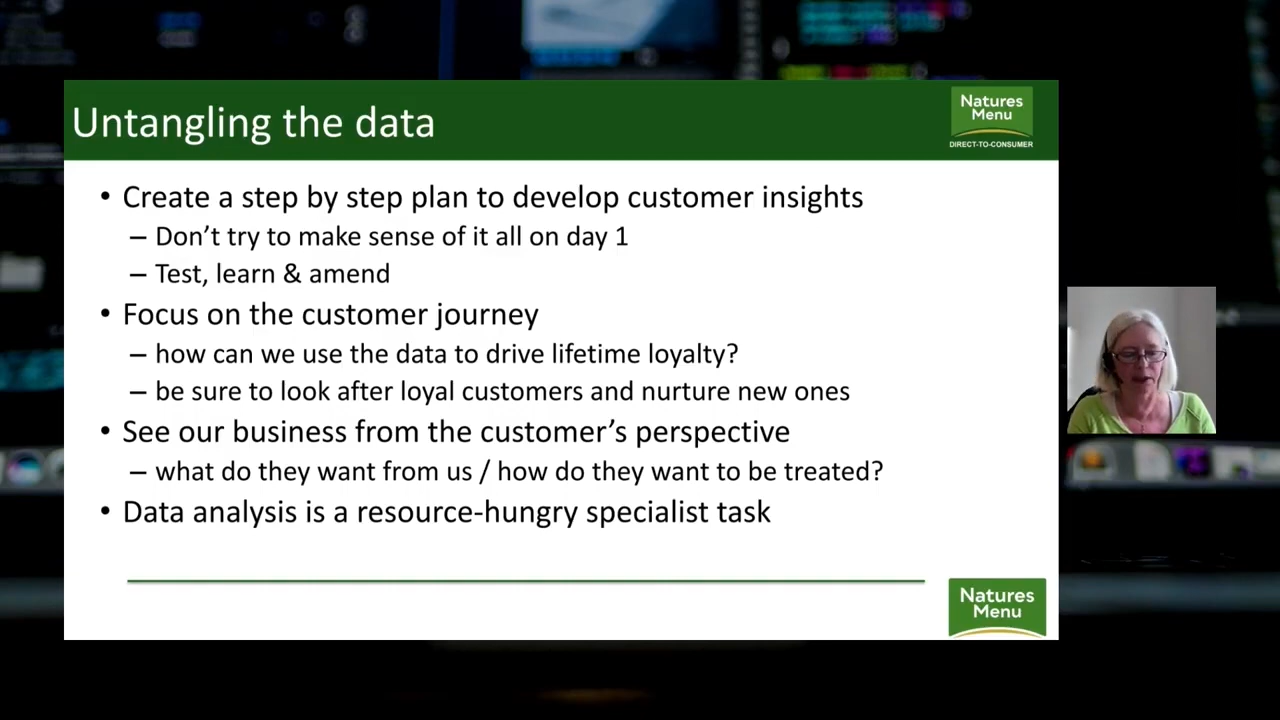 Untangling the data
Natures
Menu
DIRECT-TO-CONSUMER
• Create a step by step plan to develop customer insights
– Don’t try to make sense of it all on day 1
– Test, learn & amend
• Focus on the customer journey
– how can we use the data to drive lifetime loyalty?
– be sure to look after loyal customers and nurture new ones
• See our business from the customer’s perspective
– what do they want from us / how do they want to be treated?
• Data analysis is a resource-hungry specialist task
Natures
Menu